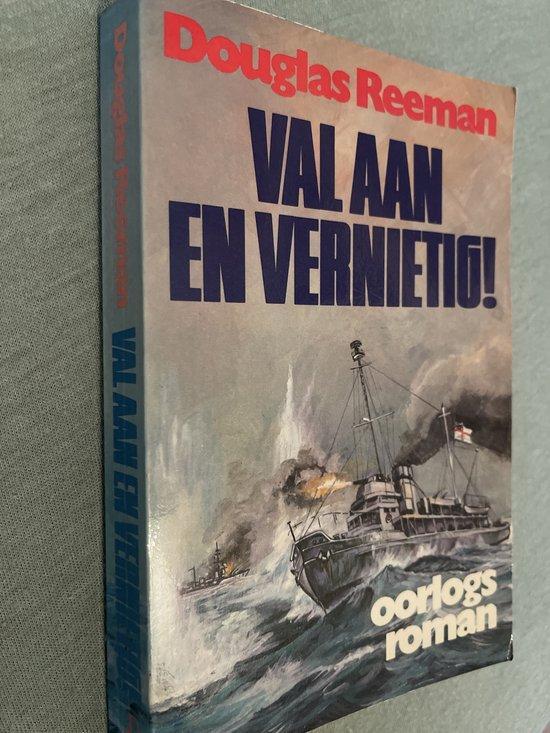 Douglas Reeman
VAL AAN
EN VERNIETIG!
oorlogs
roman
Douglas Reeman VAL AAN EN VERNIETIG!